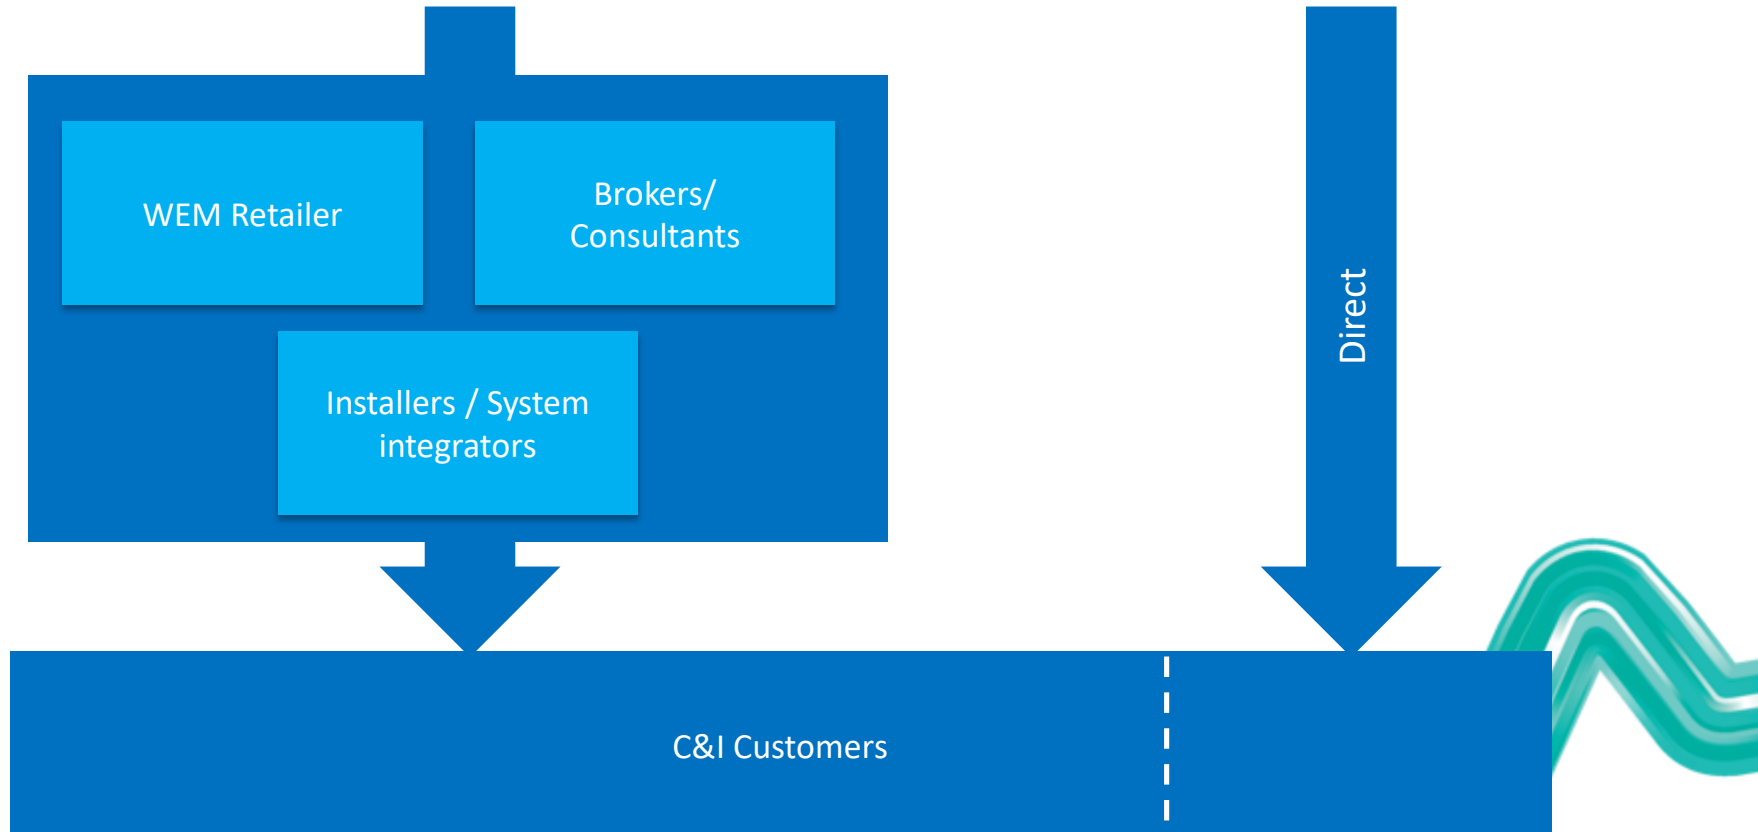 WEM Retailer
Brokers/
Consultants
Installers / System
integrators
Direct
C&I Customers